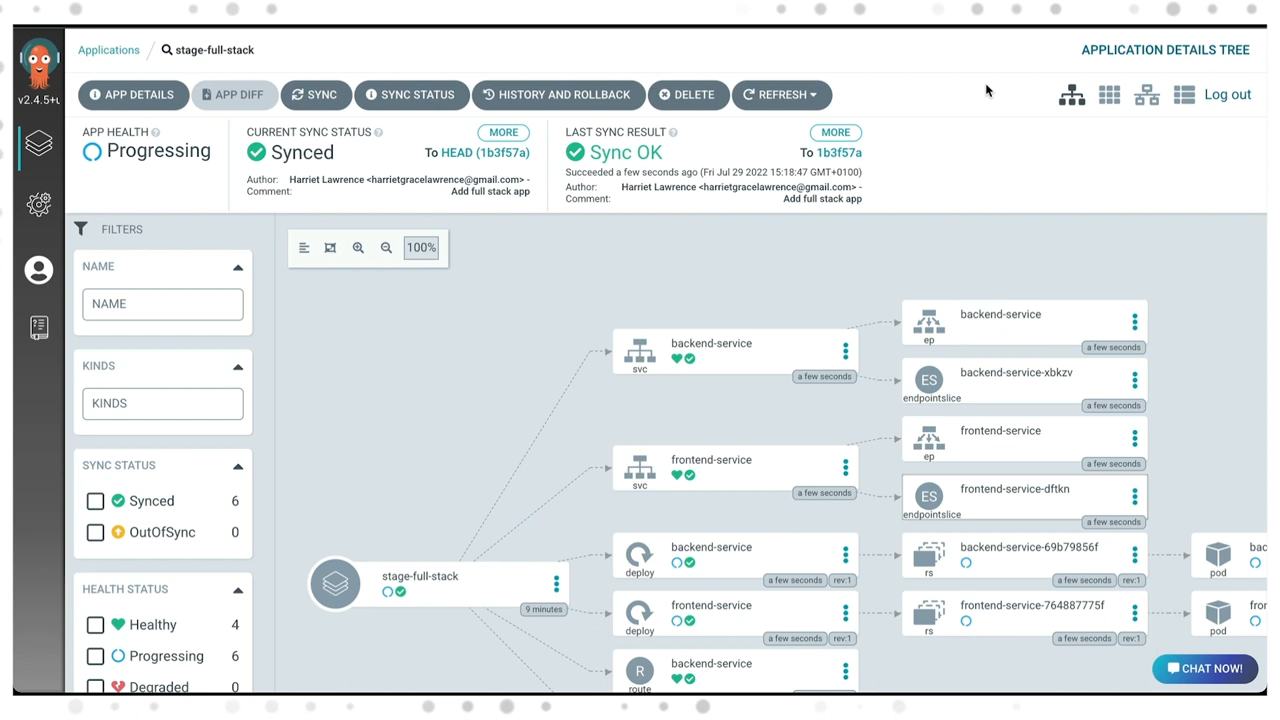 Applications / stage-full-stack
APPLICATION DETAILS TREE
v2.4.5+u
APP DETAILS
APP DIFF
SYNC
SYNC STATUS
HISTORY AND ROLLBACK
DELETE
REFRESH
Log out
APP HEALTH
Progressing
CURRENT SYNC STATUS
MORE
Synced
To HEAD (1b3f57a)
Author: Harriet Lawrence <harrietgracelawrence@gmail.com> -
Comment: Add full stack app
LAST SYNC RESULT
MORE
Sync OK
To 1b3f57a
Succeeded a few seconds ago (Fri Jul 29 2022 15:18:47 GMT+0100)
Author: Harriet Lawrence <harrietgracelawrence@gmail.com> -
Comment: Add full stack app
FILTERS
NAME
NAME
KINDS
KINDS
SYNC STATUS
Synced 6
OutOfSync 0
HEALTH STATUS
Healthy 4
Progressing 6
Degraded 0
100%
stage-full-stack
9 minutes
backend-service
svc
a few seconds
frontend-service
svc
a few seconds
backend-service
deploy
a few seconds rev:1
frontend-service
deploy
a few seconds rev:1
backend-service
R
route
backend-service
ep
a few seconds
ES
backend-service-xbkzv
endpointslice
a few seconds
frontend-service
ep
a few seconds
ES
frontend-service-dftkn
endpointslice
a few seconds
backend-service-69b79856f
rs
a few seconds rev:1
frontend-service-764887775f
rs
a few seconds rev:1
bac
pod
fror
pod
CHAT NOW!